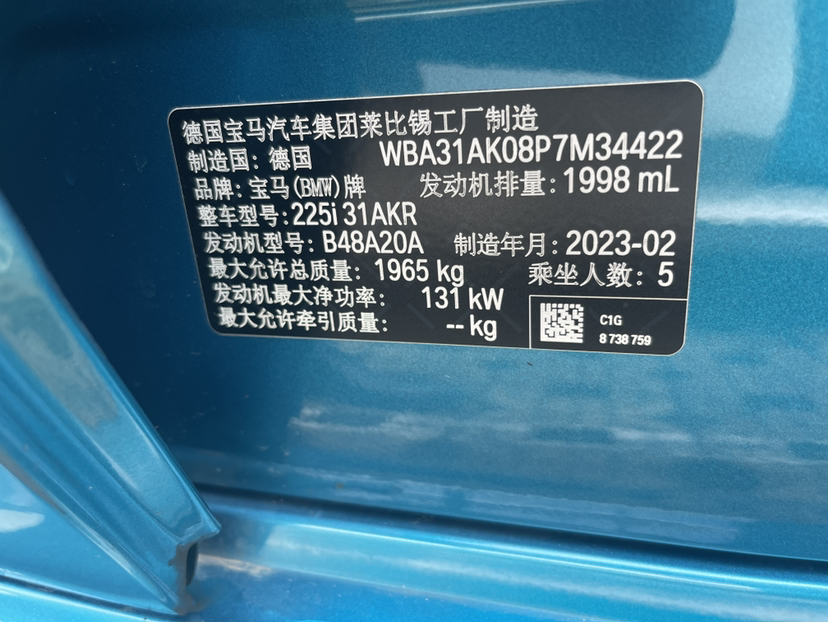 德国宝马汽车集团莱比锡工厂制造
制造国：德国 WBA31AK08P7M34422
品牌：宝马(BMW)牌 发动机排量：1998 mL
整车型号：225i 31AKR
发动机型号：B48A20A 制造年月：2023-02
最大允许总质量：1965 kg 乘坐人数：5
发动机最大净功率：131 kW
最大允许牵引质量：-- kg
C1G
8 738 759